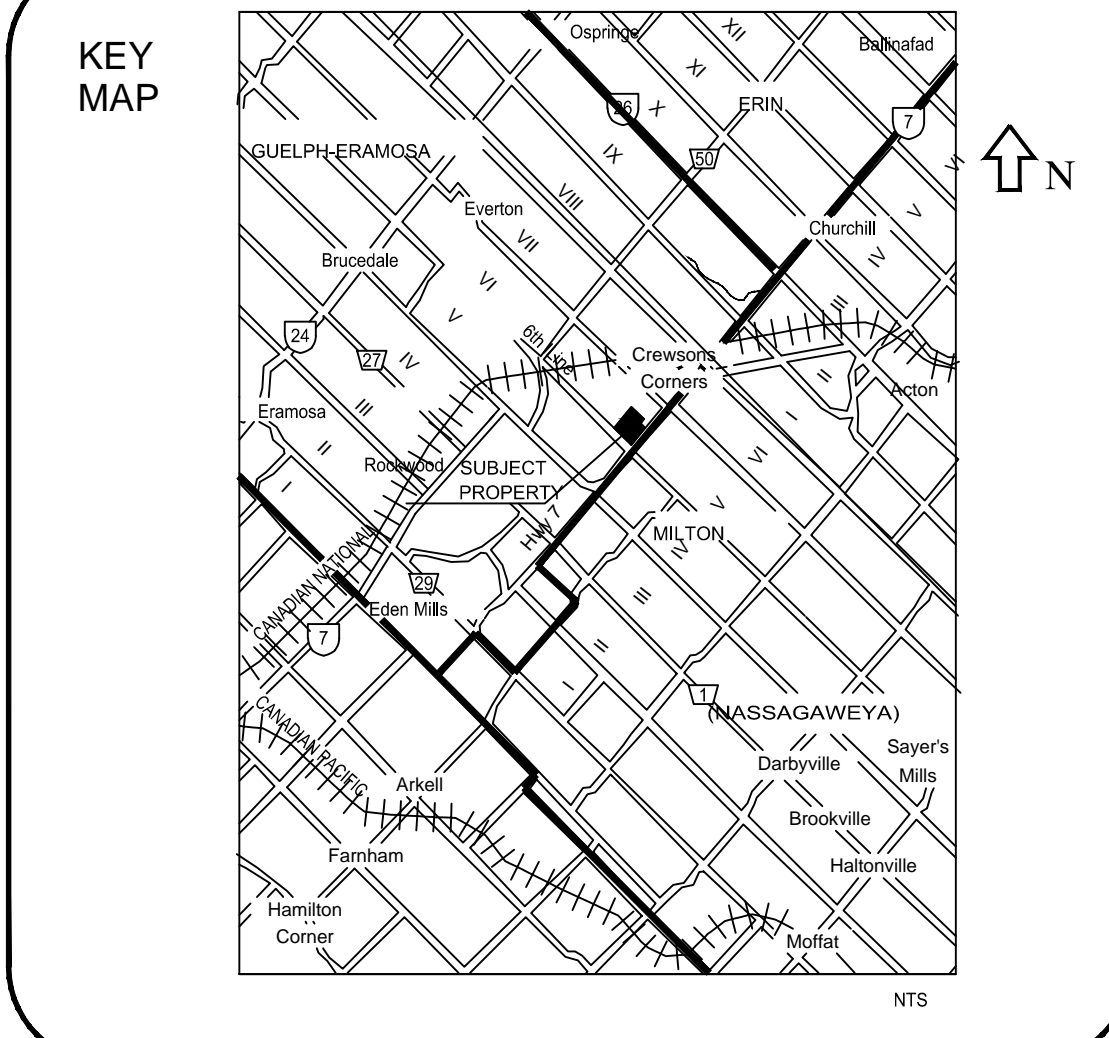 KEY
MAP
Ospringe
XII
Ballinafad
XI
26
X
ERIN
7
GUELPH-ERAMOSA
IX
50
VI
N
VIII
Everton
V
VII
Churchill
Brucedale
IV
VI
III
V
24
6th Line
27
IV
Crewsons
Corners
II
Acton
III
Eramosa
I
II
Rockwood
SUBJECT
PROPERTY
VI
I
V
Hwy 7
MILTON
IV
CANADIAN NATIONAL
29
III
Eden Mills
7
II
I
1
(NASSAGAWEYA)
CANADIAN PACIFIC
Sayer's
Mills
Darbyville
Arkell
Brookville
Farnham
Haltonville
Hamilton
Corner
Moffat
NTS